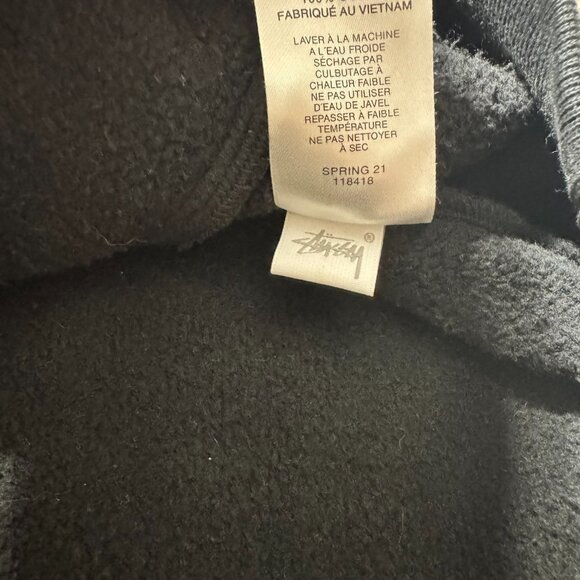 FABRIQUÉ AU VIETNAM
LAVER À LA MACHINE
A L'EAU FROIDE
SÉCHAGE PAR
CULBUTAGE À
CHALEUR FAIBLE
NE PAS UTILISER
D'EAU DE JAVEL
REPASSER À FAIBLE
TEMPÉRATURE
NE PAS NETTOYER
À SEC
SPRING 21
118418
Stüssy ®